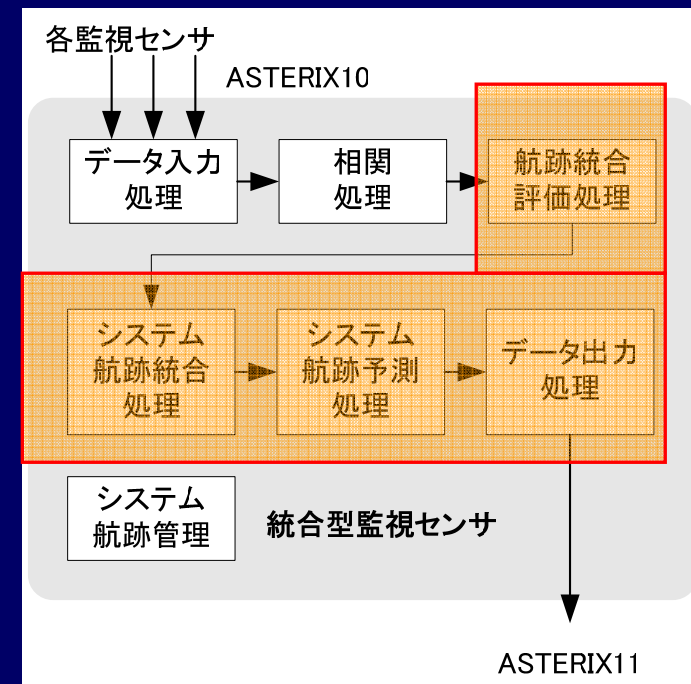 各監視センサ
ASTERIX10
データ入力
処理
相関
処理
航跡統合
評価処理
システム
航跡統合
処理
システム
航跡予測
処理
データ出力
処理
システム
航跡管理
統合型監視センサ
ASTERIX11